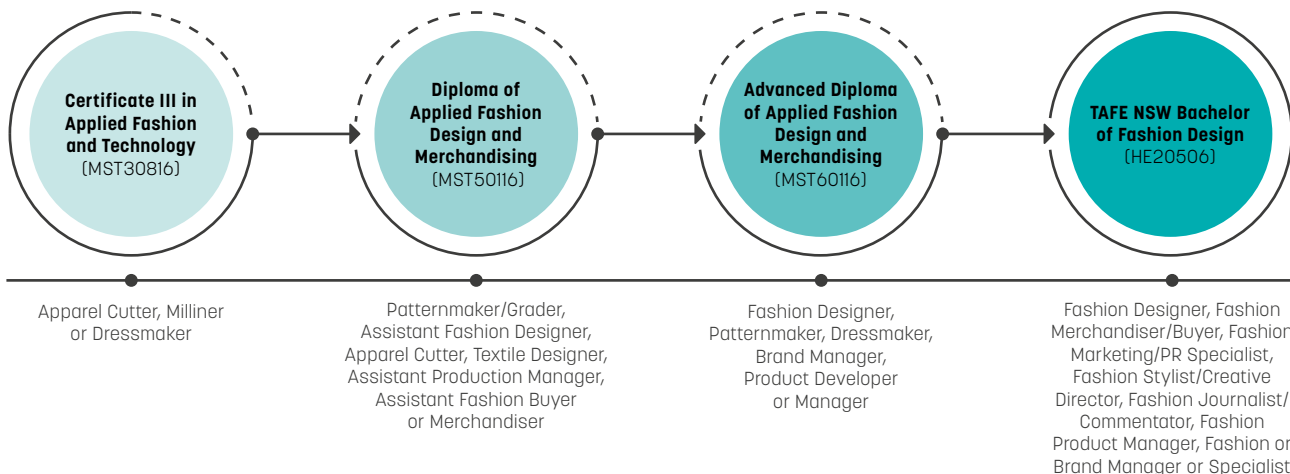 Certificate III in
Applied Fashion
and Technology
(MST30816)
Diploma of
Applied Fashion
Design and
Merchandising
(MST50116)
Advanced Diploma
of Applied Fashion
Design and
Merchandising
(MST60116)
TAFE NSW Bachelor
of Fashion Design
(HE20506)
Apparel Cutter, Milliner
or Dressmaker
Patternmaker/Grader,
Assistant Fashion Designer,
Apparel Cutter, Textile Designer,
Assistant Production Manager,
Assistant Fashion Buyer
or Merchandiser
Fashion Designer,
Patternmaker, Dressmaker,
Brand Manager,
Product Developer
or Manager
Fashion Designer, Fashion
Merchandiser/Buyer, Fashion
Marketing/PR Specialist,
Fashion Stylist/Creative
Director, Fashion Journalist/
Commentator, Fashion
Product Manager, Fashion or
Brand Manager or Specialist